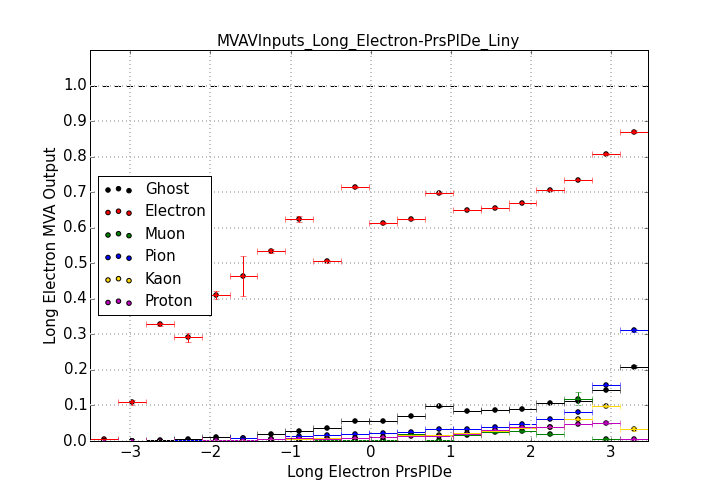 MVAVInputs_Long_Electron-PrsPIDe_Liny
Long Electron MVA Output
1.0
0.9
0.8
0.7
0.6
0.5
0.4
0.3
0.2
0.1
0.0
Ghost
Electron
Muon
Pion
Kaon
Proton
−3 −2 −1 0 1 2 3
Long Electron PrsPIDe